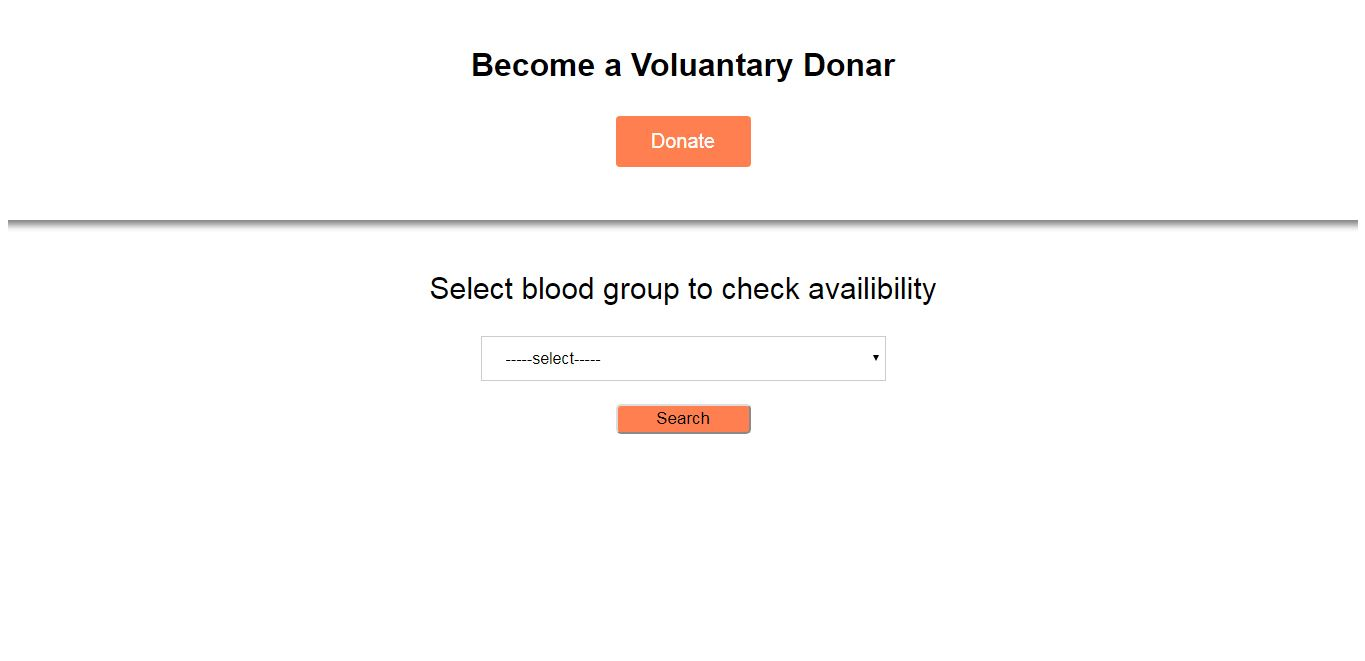 Become a Voluantary Donar
Donate
Select blood group to check availibility
-----select-----
Search